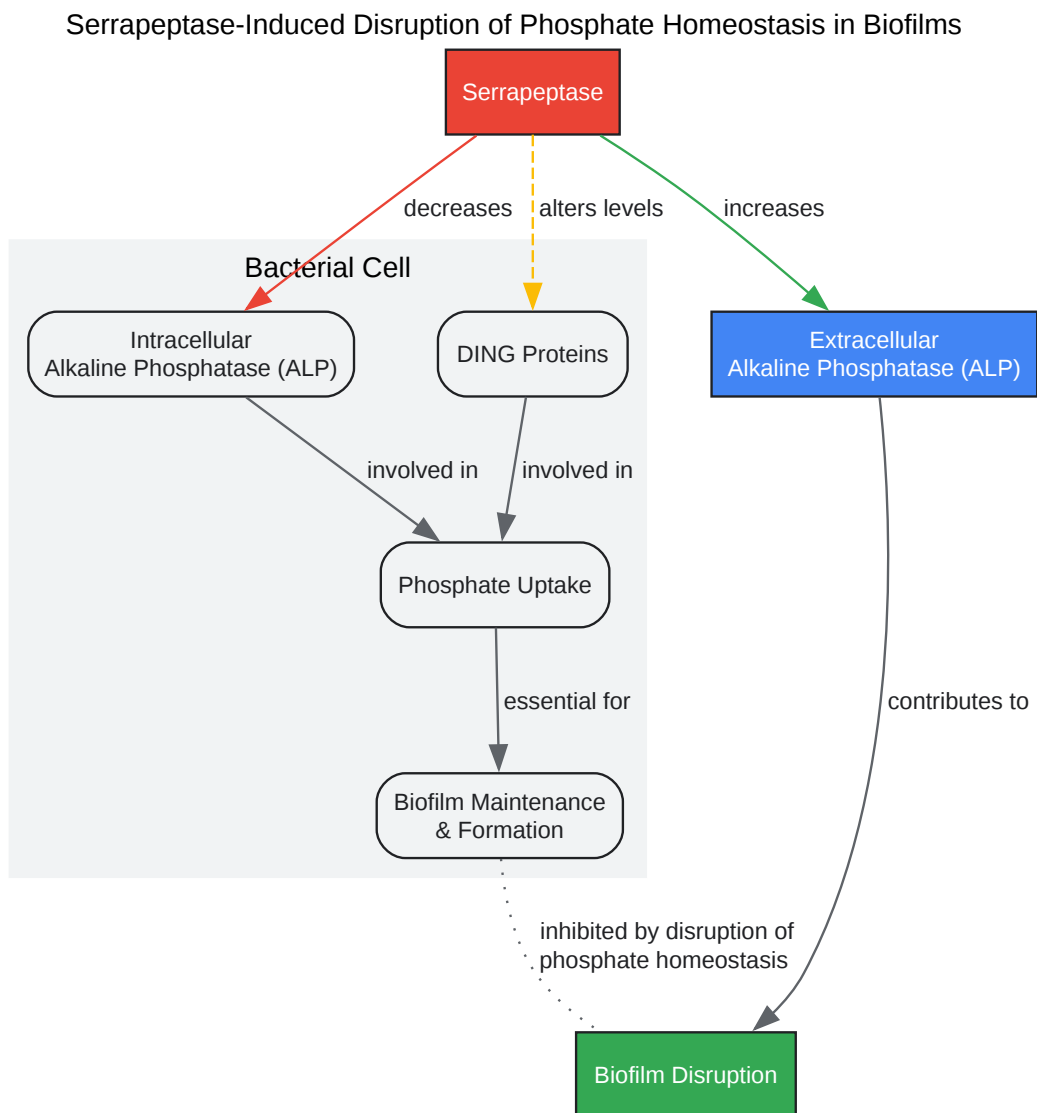 Serrapeptase-Induced Disruption of Phosphate Homeostasis in Biofilms
Serrapeptase
decreases
alters levels
increases
Bacterial Cell
Intracellular
Alkaline Phosphatase (ALP)
DING Proteins
Extracellular
Alkaline Phosphatase (ALP)
involved in
involved in
Phosphate Uptake
essential for
contributes to
Biofilm Maintenance
& Formation
inhibited by disruption of
phosphate homeostasis
Biofilm Disruption